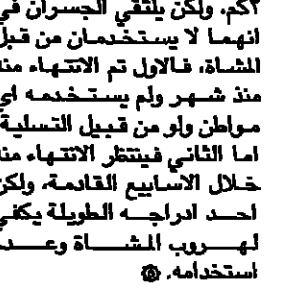 ٢كم. ولكن يلتقي الجسران في
انهما لا يستخدمان من قبل
المشاة، فالاول تم الانتهاء منه
منذ شهر ولم يستخدمه اي
مواطن ولو من قبيل التسلية
اما الثاني فينتظر الانتهاء منه
خلال الاسابيع القادمة، ولكن
احد ادراجه الطويلة يكفي
لهروب المشاة وعدم
استخدامه.